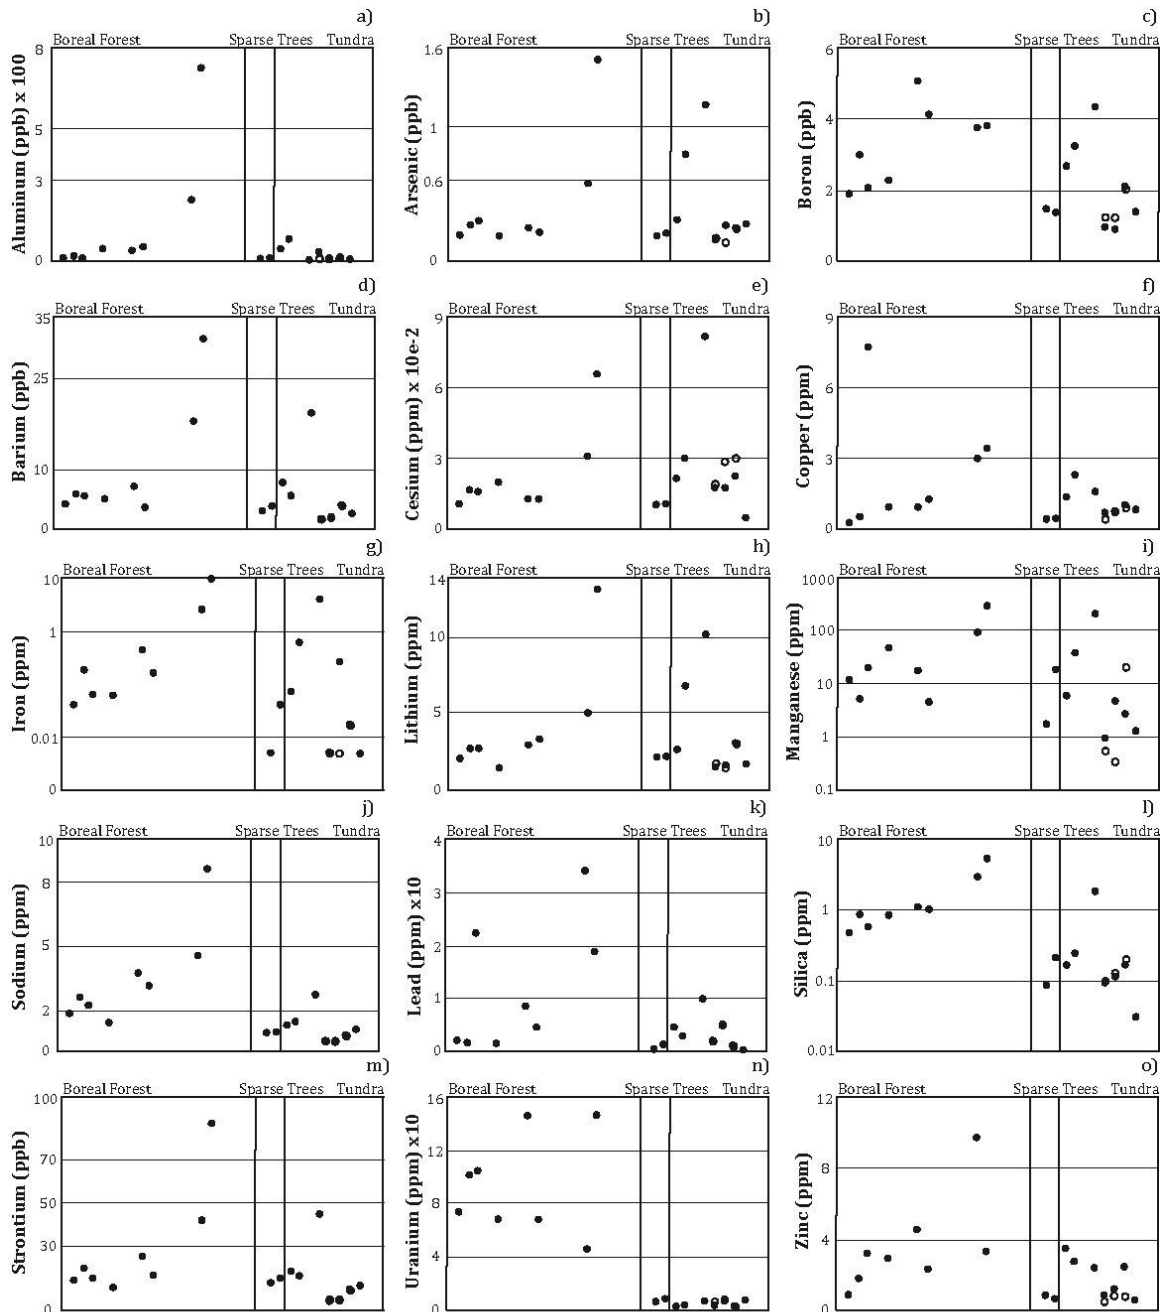 a)
b)
c)
Boreal Forest Sparse Trees Tundra
Boreal Forest Sparse Trees Tundra
Boreal Forest Sparse Trees Tundra
Aluminum (ppb) x 100
8
5
3
0
Arsenic (ppb)
1.6
1
0.6
0
Boron (ppb)
6
4
2
0
d)
e)
f)
Boreal Forest Sparse Trees Tundra
Boreal Forest Sparse Trees Tundra
Boreal Forest Sparse Trees Tundra
Barium (ppb)
35
25
10
0
Cesium (ppm) x 10e-2
9
6
3
0
Copper (ppm)
9
6
3
0
g)
h)
i)
Boreal Forest Sparse Trees Tundra
Boreal Forest Sparse Trees Tundra
Boreal Forest Sparse Trees Tundra
Iron (ppm)
10
1
0.01
0
Lithium (ppm)
14
10
5
0
Manganese (ppm)
1000
100
10
1
0.1
j)
k)
l)
Boreal Forest Sparse Trees Tundra
Boreal Forest Sparse Trees Tundra
Boreal Forest Sparse Trees Tundra
Sodium (ppm)
10
8
5
2
0
Lead (ppm) x10
4
3
2
1
0
Silica (ppm)
10
1
0.1
0.01
m)
n)
o)
Boreal Forest Sparse Trees Tundra
Boreal Forest Sparse Trees Tundra
Boreal Forest Sparse Trees Tundra
Strontium (ppb)
100
70
50
30
0
Uranium (ppm) x10
16
12
8
4
0
Zinc (ppm)
12
8
4
0